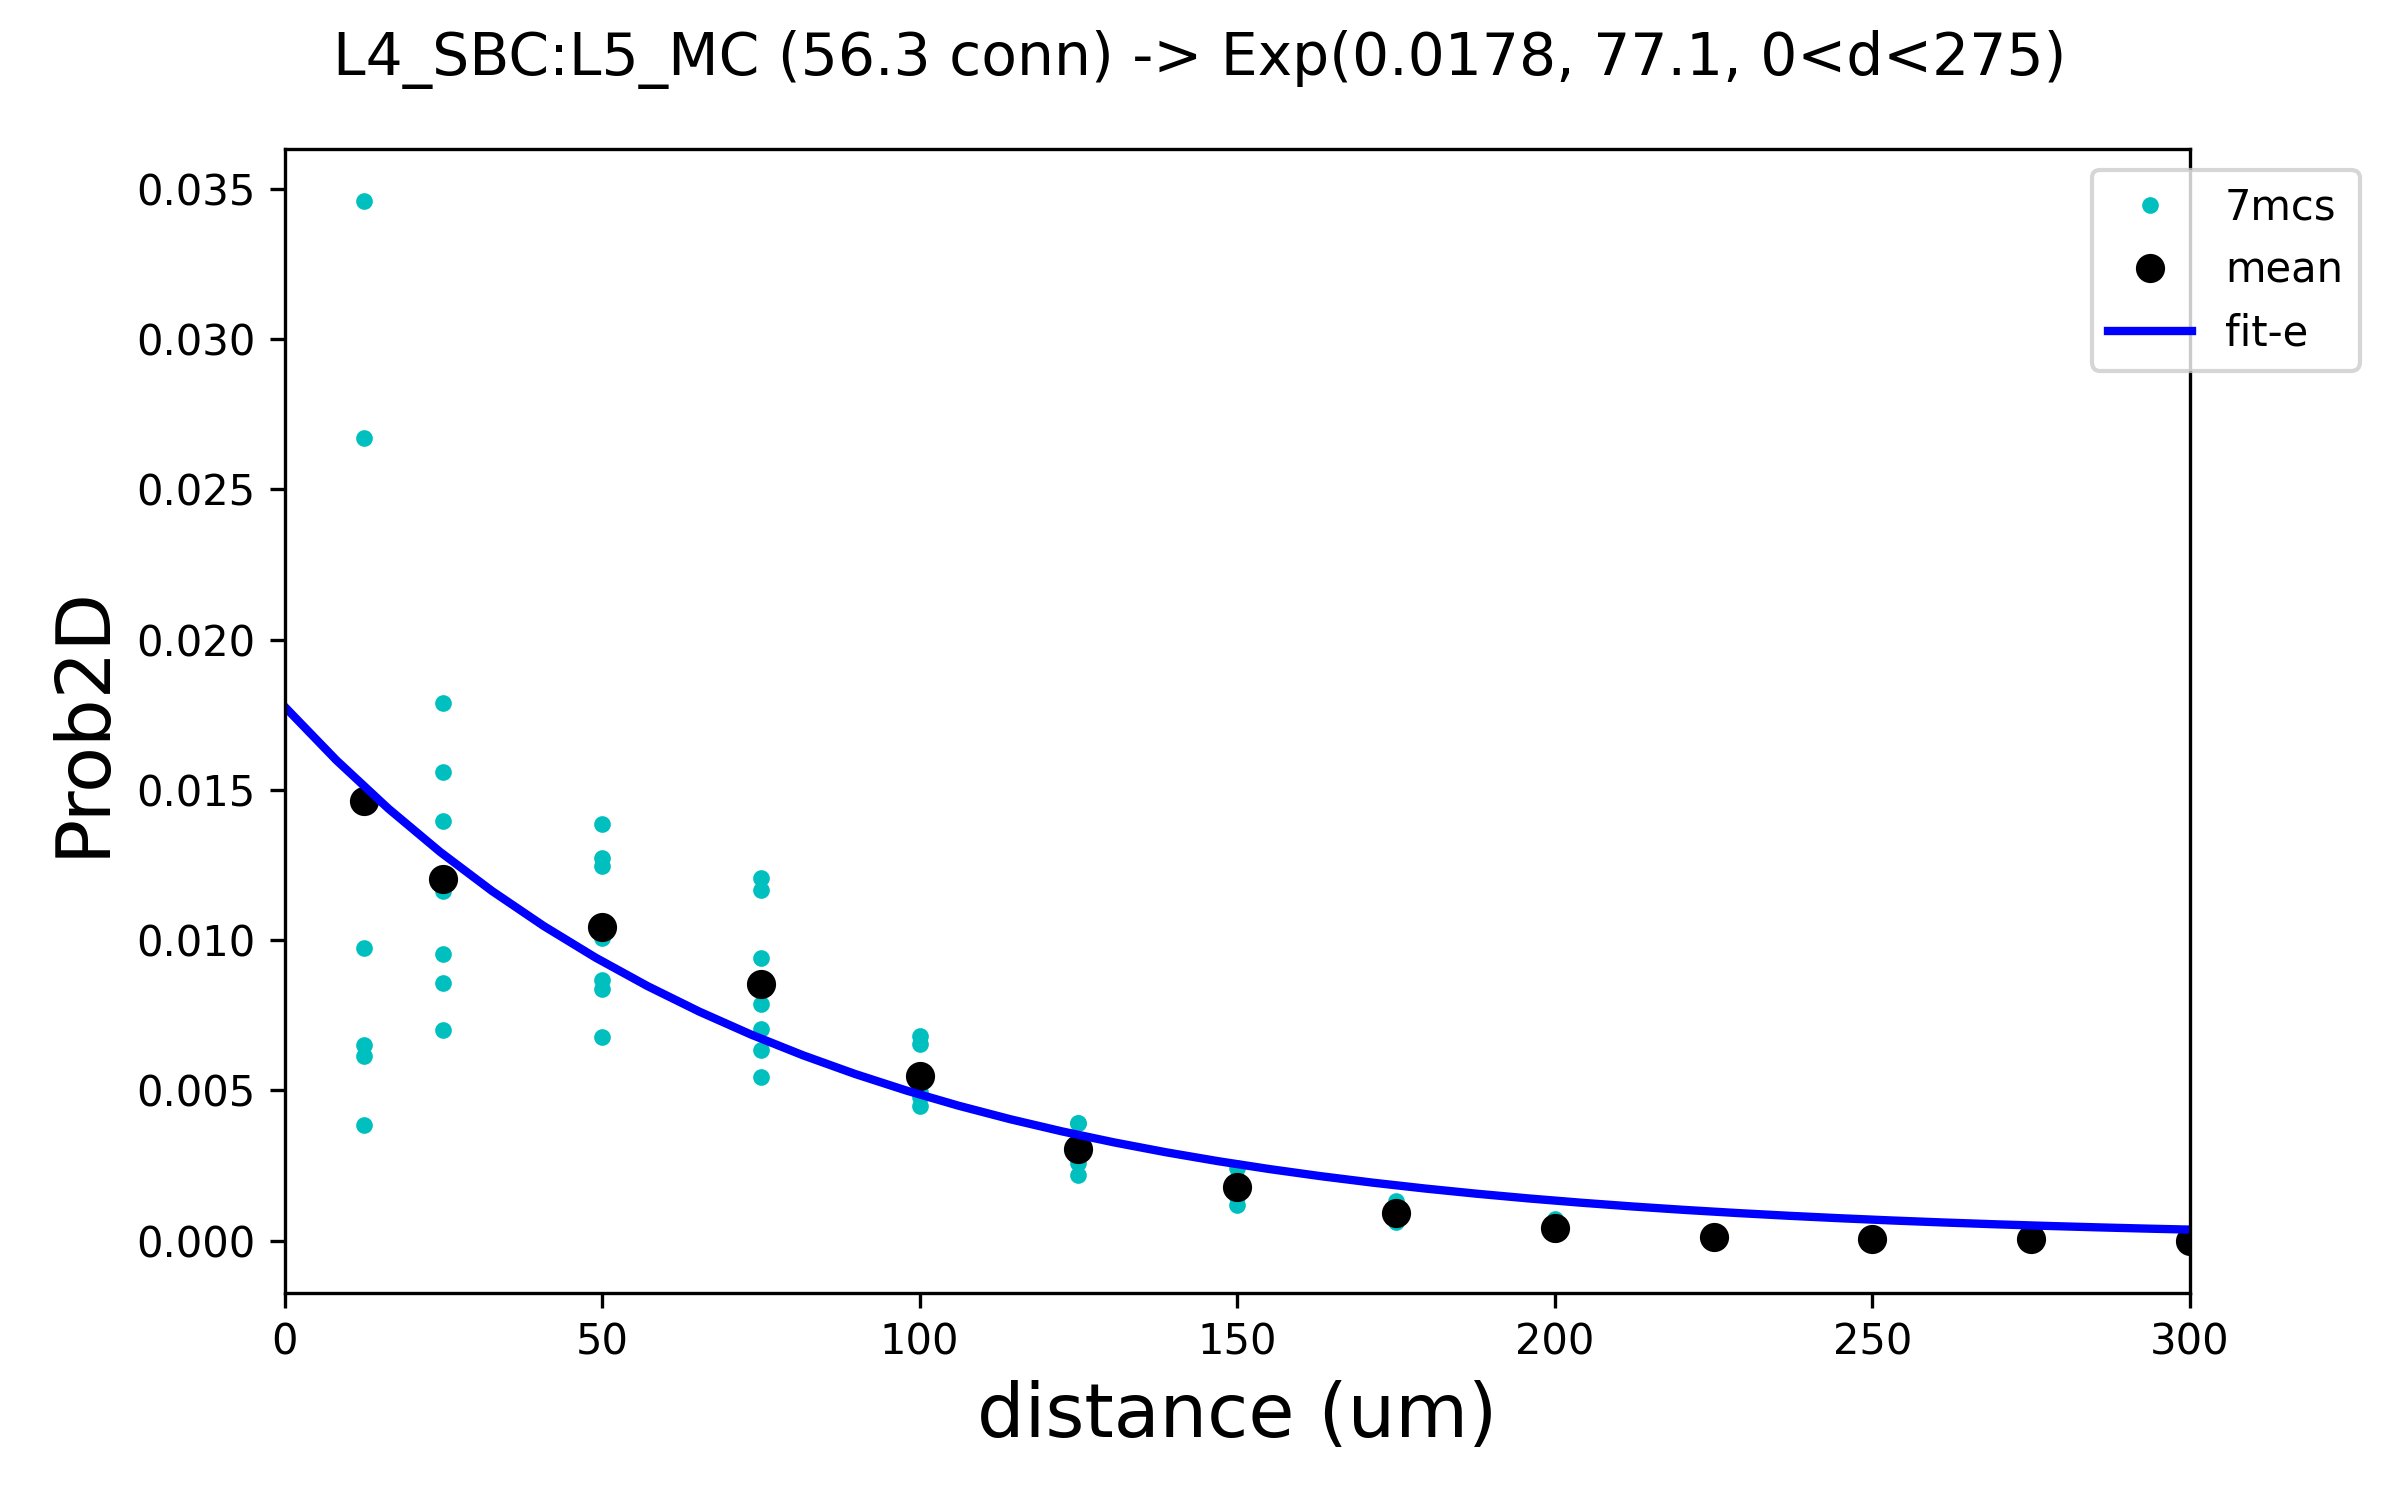 L4_SBC:L5_MC (56.3 conn) -> Exp(0.0178, 77.1, 0<d<275)
7mcs
mean
fit-e
Prob2D
0.035
0.030
0.025
0.020
0.015
0.010
0.005
0.000
0 50 100 150 200 250 300
distance (um)